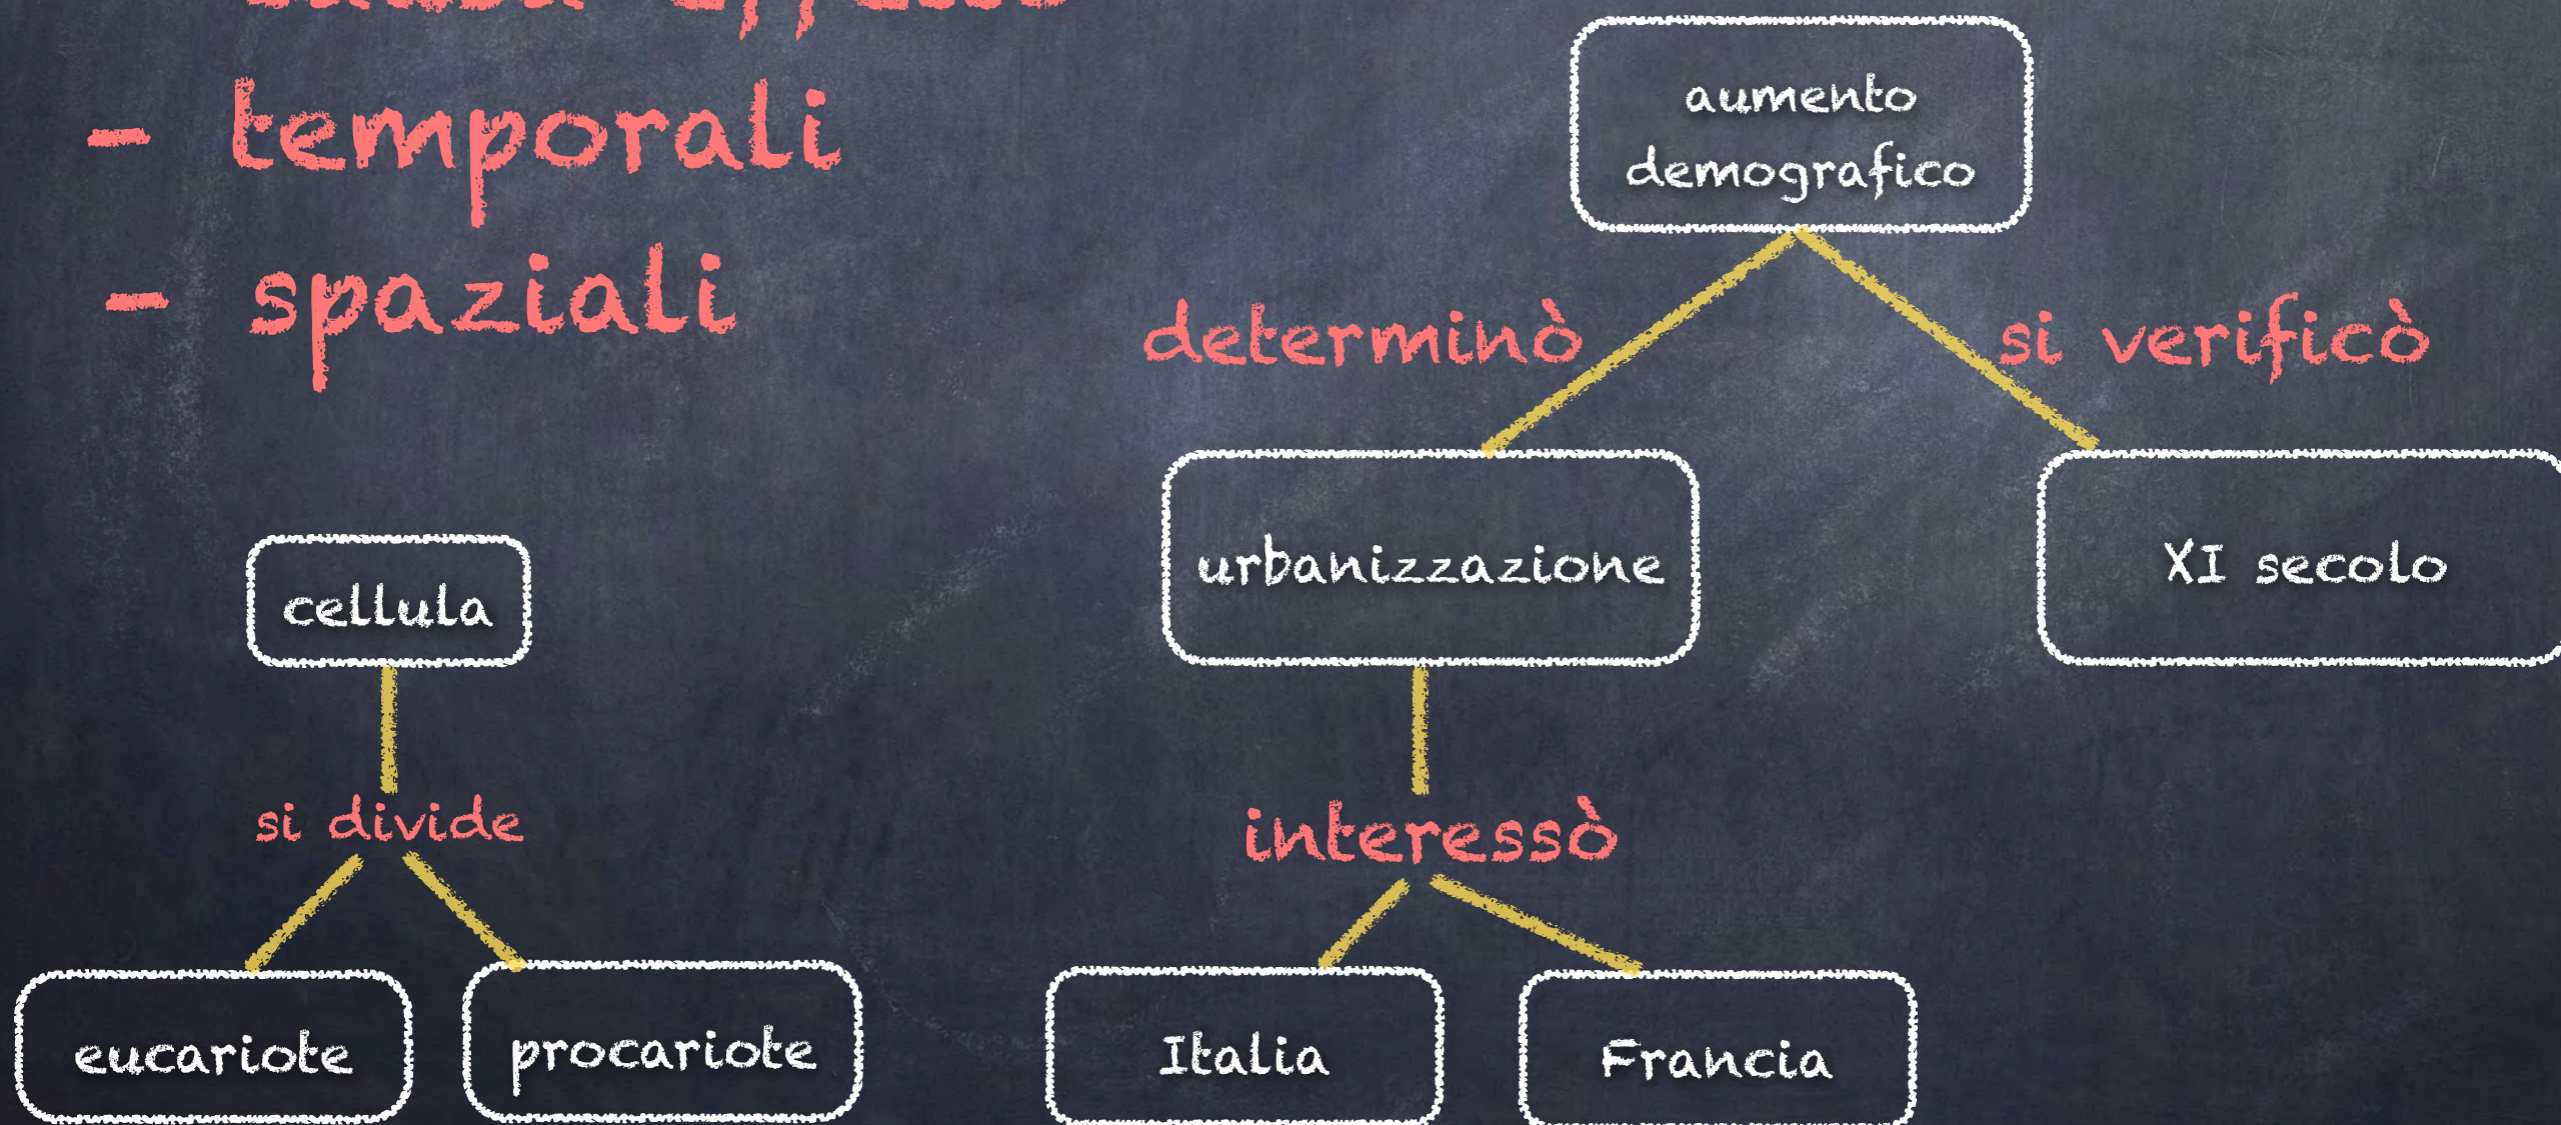 - temporali
- spaziali
aumento
demografico
determinò
si verificò
urbanizzazione
XI secolo
interessò
Italia
Francia
cellula
si divide
eucariote
procariote